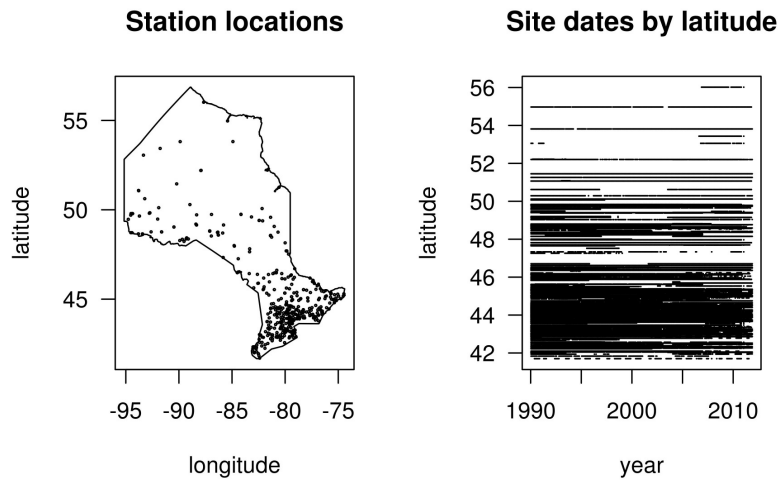 Station locations
55
50
45
latitude
-95 -90 -85 -80 -75
longitude
Site dates by latitude
56
54
52
50
48
46
44
42
latitude
1990 2000 2010
year